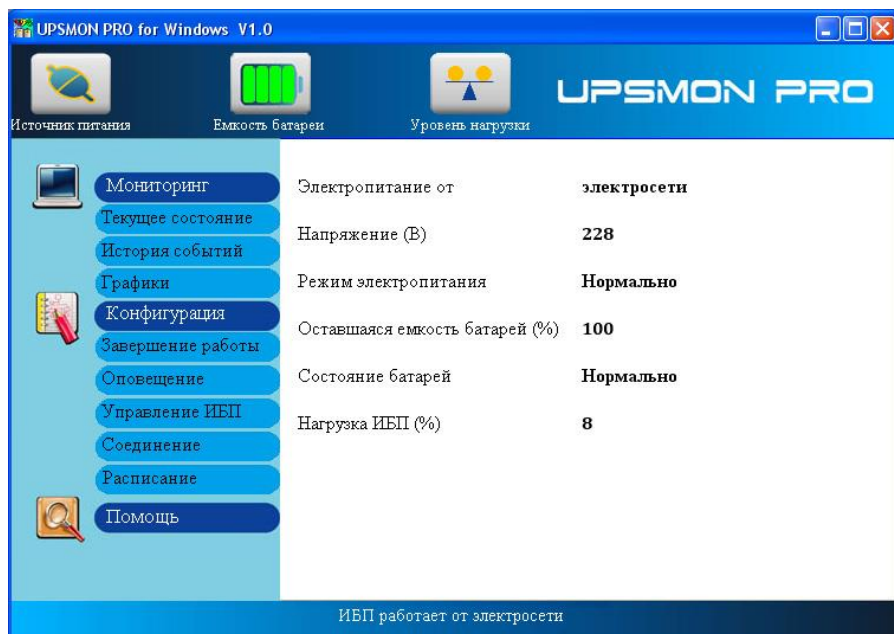 UPSMON PRO for Windows V1.0
UPSMON PRO
Источник питания
Емкость батареи
Уровень нагрузки
Мониторинг
Текущее состояние
История событий
Графики
Конфигурация
Завершение работы
Оповещение
Управление ИБП
Соединение
Расписание
Помощь
Электропитание от электросети
Напряжение (В) 228
Режим электропитания Нормально
Оставшаяся емкость батарей (%) 100
Состояние батарей Нормально
Нагрузка ИБП (%) 8
ИБП работает от электросети